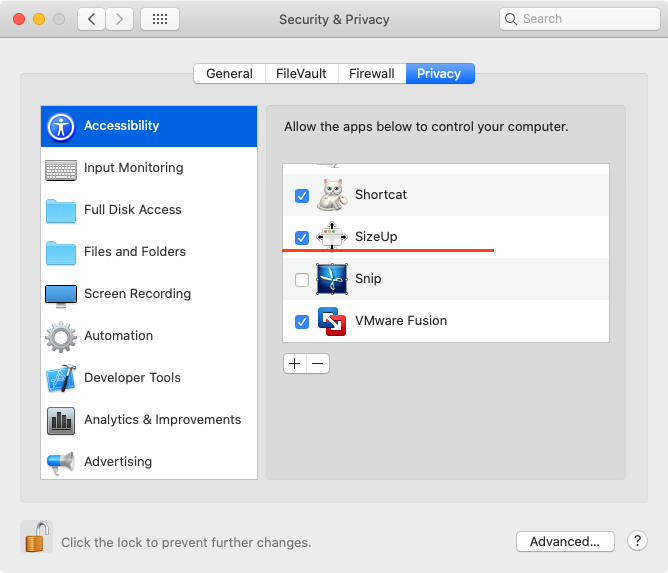 Security & Privacy
Search
General
FileVault
Firewall
Privacy
Accessibility
Input Monitoring
Full Disk Access
Files and Folders
Screen Recording
Automation
Developer Tools
Analytics & Improvements
Advertising
Allow the apps below to control your computer.
Shortcat
SizeUp
Snip
VMware Fusion
+
−
Click the lock to prevent further changes.
Advanced...
?